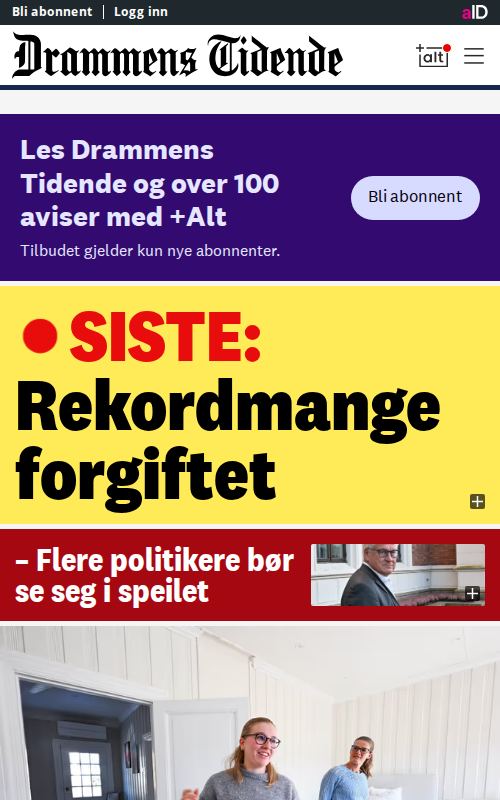 Bli abonnent
Logg inn
aID
Drammens Tidende
+alt
Les Drammens
Tidende og over 100
aviser med +Alt
Bli abonnent
Tilbudet gjelder kun nye abonnenter.
SISTE:
Rekordmange
forgiftet
– Flere politikere bør
se seg i speilet